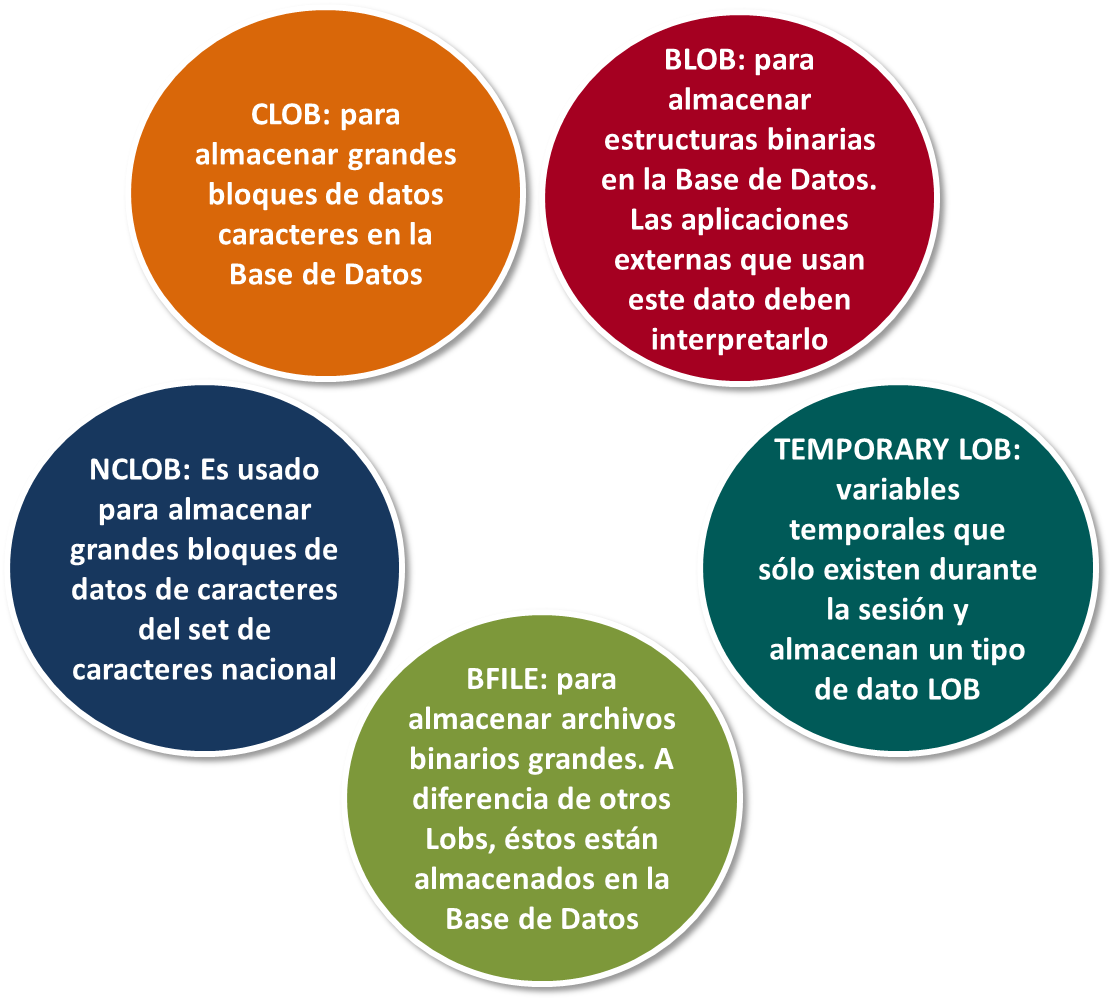 CLOB: para
almacenar grandes
bloques de datos
caracteres en la
Base de Datos
BLOB: para
almacenar
estructuras binarias
en la Base de Datos.
Las aplicaciones
externas que usan
este dato deben
interpretarlo
NCLOB: Es usado
para almacenar
grandes bloques de
datos de caracteres
del set de
caracteres nacional
TEMPORARY LOB:
variables
temporales que
sólo existen durante
la sesión y
almacenan un tipo
de dato LOB
BFILE: para
almacenar archivos
binarios grandes. A
diferencia de otros
Lobs, éstos están
almacenados en la
Base de Datos